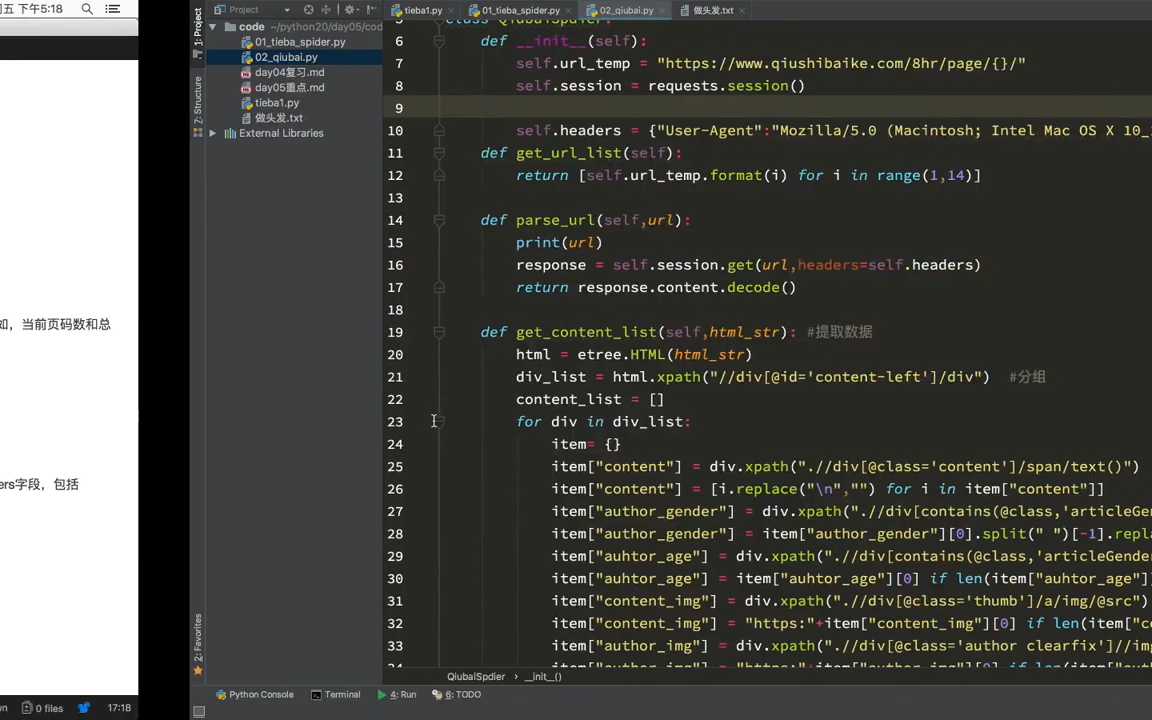 五 下午5:18
如，当前页码数和总
ers字段，包括
0 files
17:18
Project
1: Project
7: Structure
2: Favorites
code ~/python20/day05/cod
01_tieba_spider.py
02_qiubai.py
day04复习.md
day05重点.md
tieba1.py
做头发.txt
External Libraries
tieba1.py
01_tieba_spider.py
02_qiubai.py
做头发.txt
6 def __init__(self):
7 self.url_temp = "https://www.qiushibaike.com/8hr/page/{}/"
8 self.session = requests.session()
9
10 self.headers = {"User-Agent":"Mozilla/5.0 (Macintosh; Intel Mac OS X 10_
11 def get_url_list(self):
12 return [self.url_temp.format(i) for i in range(1,14)]
13
14 def parse_url(self,url):
15 print(url)
16 response = self.session.get(url,headers=self.headers)
17 return response.content.decode()
18
19 def get_content_list(self,html_str): #提取数据
20 html = etree.HTML(html_str)
21 div_list = html.xpath("//div[@id='content-left']/div") #分组
22 content_list = []
23 for div in div_list:
24 item= {}
25 item["content"] = div.xpath(".//div[@class='content']/span/text()")
26 item["content"] = [i.replace("\n","") for i in item["content"]]
27 item["author_gender"] = div.xpath(".//div[contains(@class,'articleGen
28 item["author_gender"] = item["author_gender"][0].split(" ")[-1].repl
29 item["auhtor_age"] = div.xpath(".//div[contains(@class,'articleGender
30 item["auhtor_age"] = item["auhtor_age"][0] if len(item["auhtor_age"]
31 item["content_img"] = div.xpath(".//div[@class='thumb']/a/img/@src")
32 item["content_img"] = "https:"+item["content_img"][0] if len(item["co
33 item["author_img"] = div.xpath(".//div[@class='author clearfix']//img
QiubaiSpdier
__init__()
Python Console
Terminal
4: Run
6: TODO